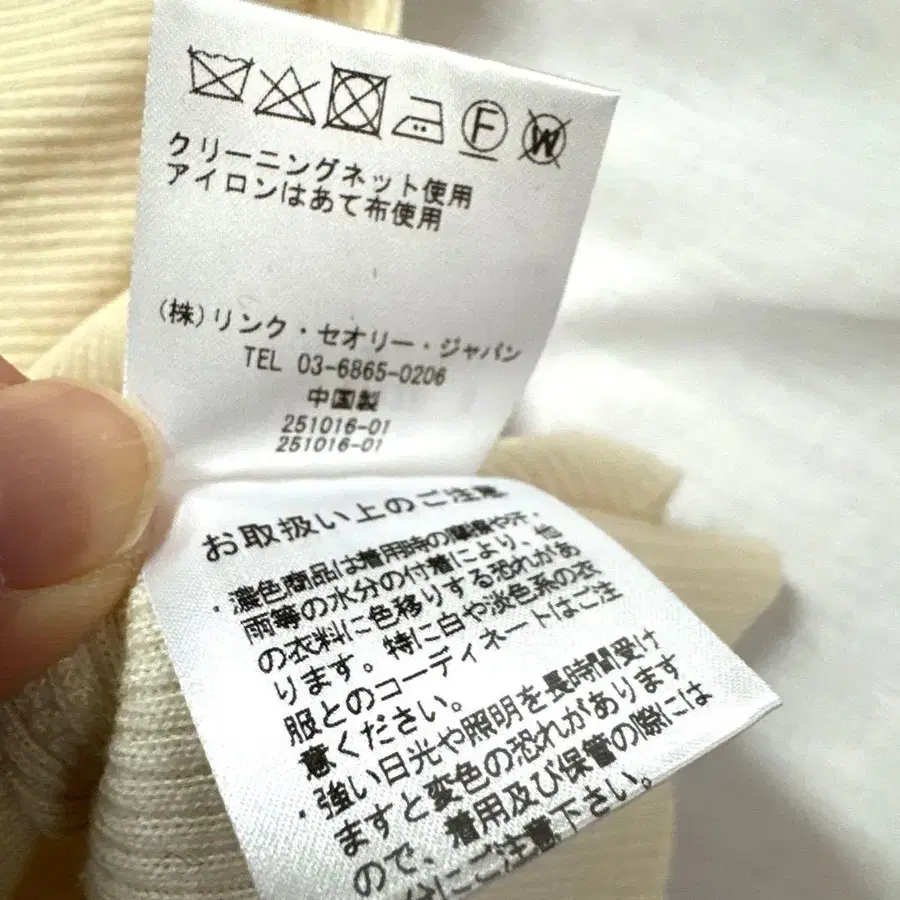 F W
クリーニングネット使用
アイロンはあて布使用
(株)リンク・セオリー・ジャパン
TEL 03-6865-0206
中国製
251016-01
251016-01
お取扱い上のご注意
・濃色商品は着用時の摩擦や汗・
雨等の水分の付着により、他
の衣料に色移りする恐れがあ
ります。特に白や淡色系の衣
服とのコーディネートはご注
意ください。
・強い日光や照明を長時間受け
ますと変色の恐れがあります
ので、着用及び保管の際には
分にご注意下さい。